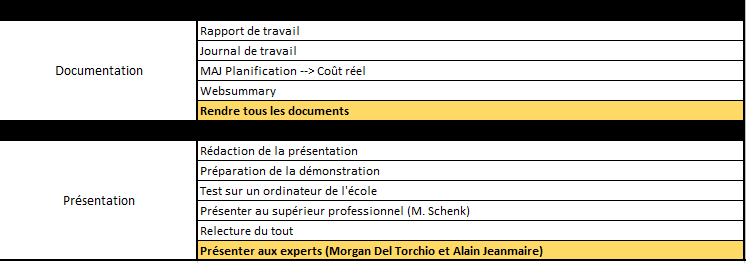 Documentation
Rapport de travail
Journal de travail
MAJ Planification --> Coût réel
Websummary
Rendre tous les documents
Présentation
Rédaction de la présentation
Préparation de la démonstration
Test sur un ordinateur de l'école
Présenter au supérieur professionnel (M. Schenk)
Relecture du tout
Présenter aux experts (Morgan Del Torchio et Alain Jeanmaire)